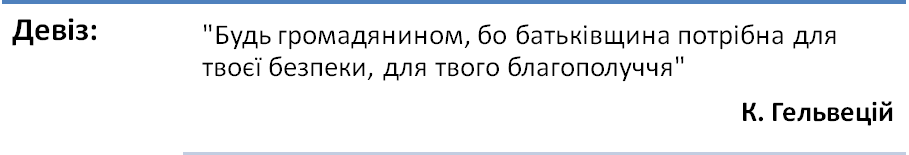 Девіз:
"Будь громадянином, бо батьківщина потрібна для
твоєї безпеки, для твого благополуччя"
К. Гельвецій